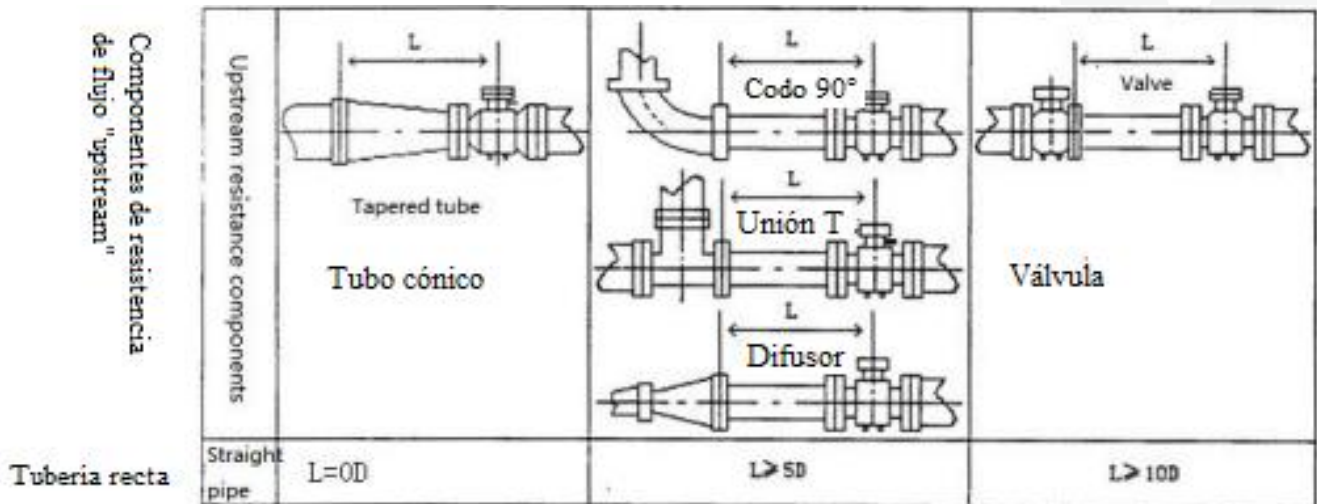 Componentes de resistencia
de flujo "upstream"
Upstream resistance components
L
Tapered tube
Tubo cónico
L
Codo 90°
L
Unión T
L
Difusor
L
Valve
Válvula
Tuberia recta
Straight
pipe
L=0D
L⩾5D
L⩾10D